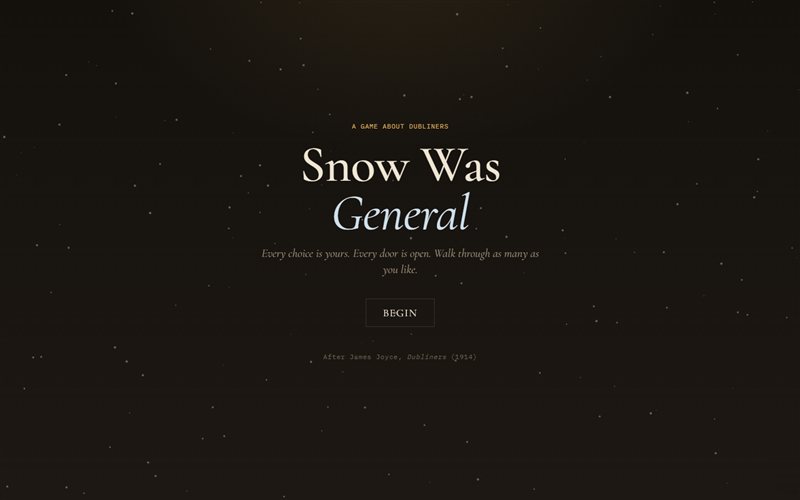 A GAME ABOUT DUBLINERS
Snow Was
General
Every choice is yours. Every door is open. Walk through as many as
you like.
BEGIN
After James Joyce, Dubliners (1914)